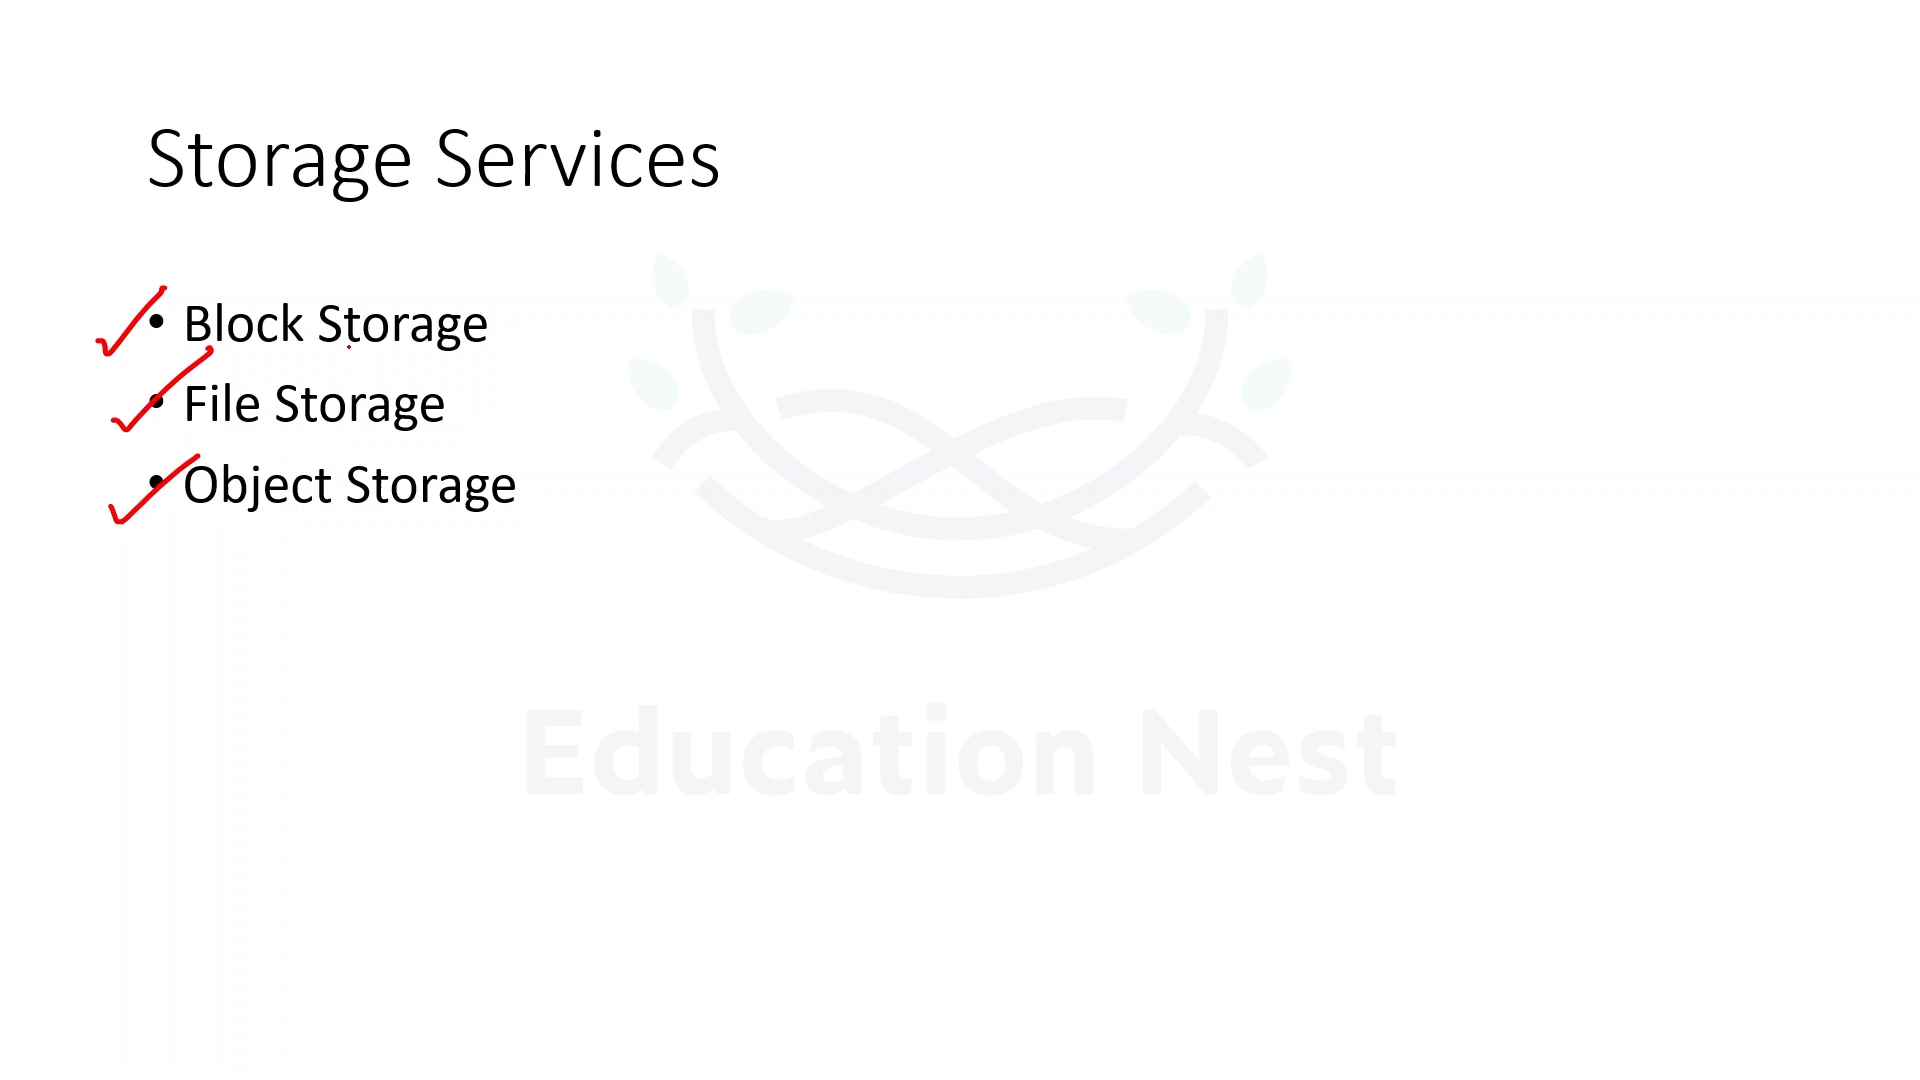 Storage Services
• Block Storage
• File Storage
• Object Storage
Education Nest